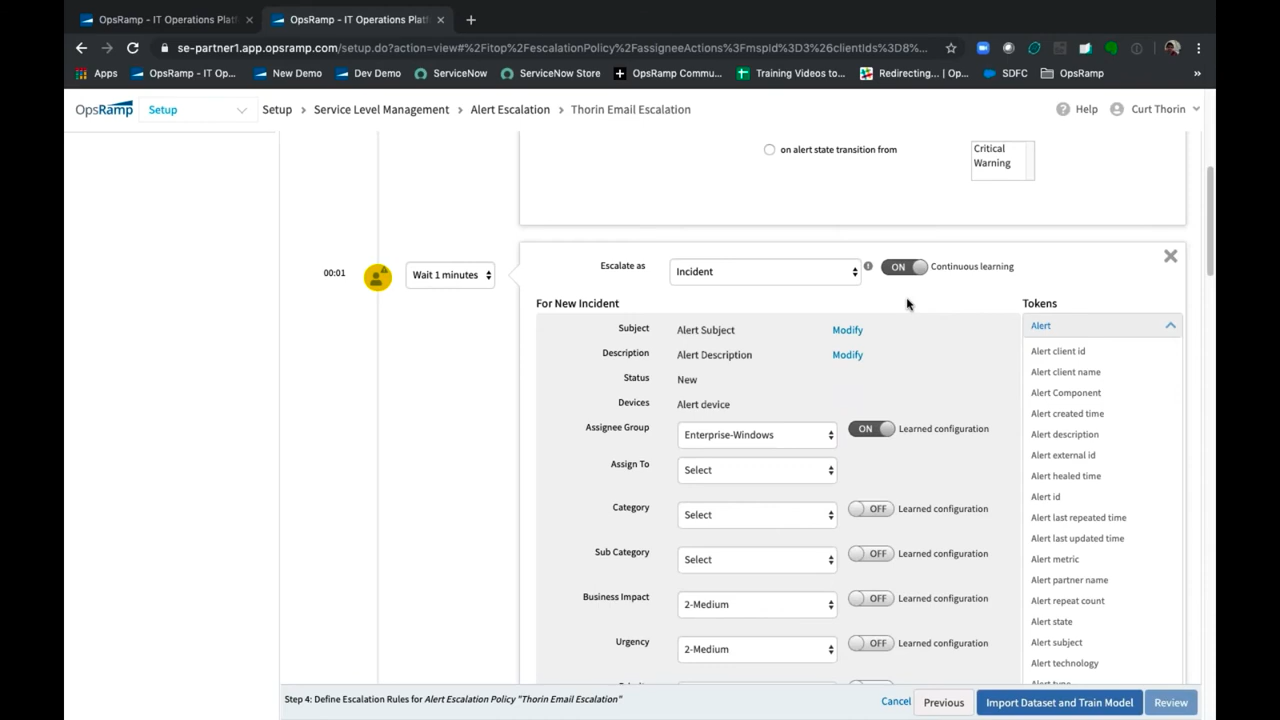 OpsRamp - IT Operations Platf
OpsRamp - IT Operations Platf
se-partner1.app.opsramp.com/setup.do?action=view#%2Fitop%2FescalationPolicy%2FassigneeActions%3FmspId%3D3%26clientIds%3D8%...
Apps
OpsRamp - IT Op...
New Demo
Dev Demo
ServiceNow
ServiceNow Store
OpsRamp Commu...
Training Videos to...
Redirecting... | Op...
SDFC
OpsRamp
»
OpsRamp
Setup
Setup > Service Level Management > Alert Escalation > Thorin Email Escalation
Help
Curt Thorin
on alert state transition from
Critical
Warning
00:01
Wait 1 minutes
Escalate as
Incident
ON Continuous learning
For New Incident
Tokens
Subject Alert Subject Modify
Description Alert Description Modify
Status New
Devices Alert device
Assignee Group Enterprise-Windows ON Learned configuration
Assign To Select
Category Select OFF Learned configuration
Sub Category Select OFF Learned configuration
Business Impact 2-Medium OFF Learned configuration
Urgency 2-Medium OFF Learned configuration
Alert
Alert client id
Alert client name
Alert Component
Alert created time
Alert description
Alert external id
Alert healed time
Alert id
Alert last repeated time
Alert last updated time
Alert metric
Alert partner name
Alert repeat count
Alert state
Alert subject
Alert technology
Step 4: Define Escalation Rules for Alert Escalation Policy "Thorin Email Escalation"
Cancel
Previous
Import Dataset and Train Model
Review